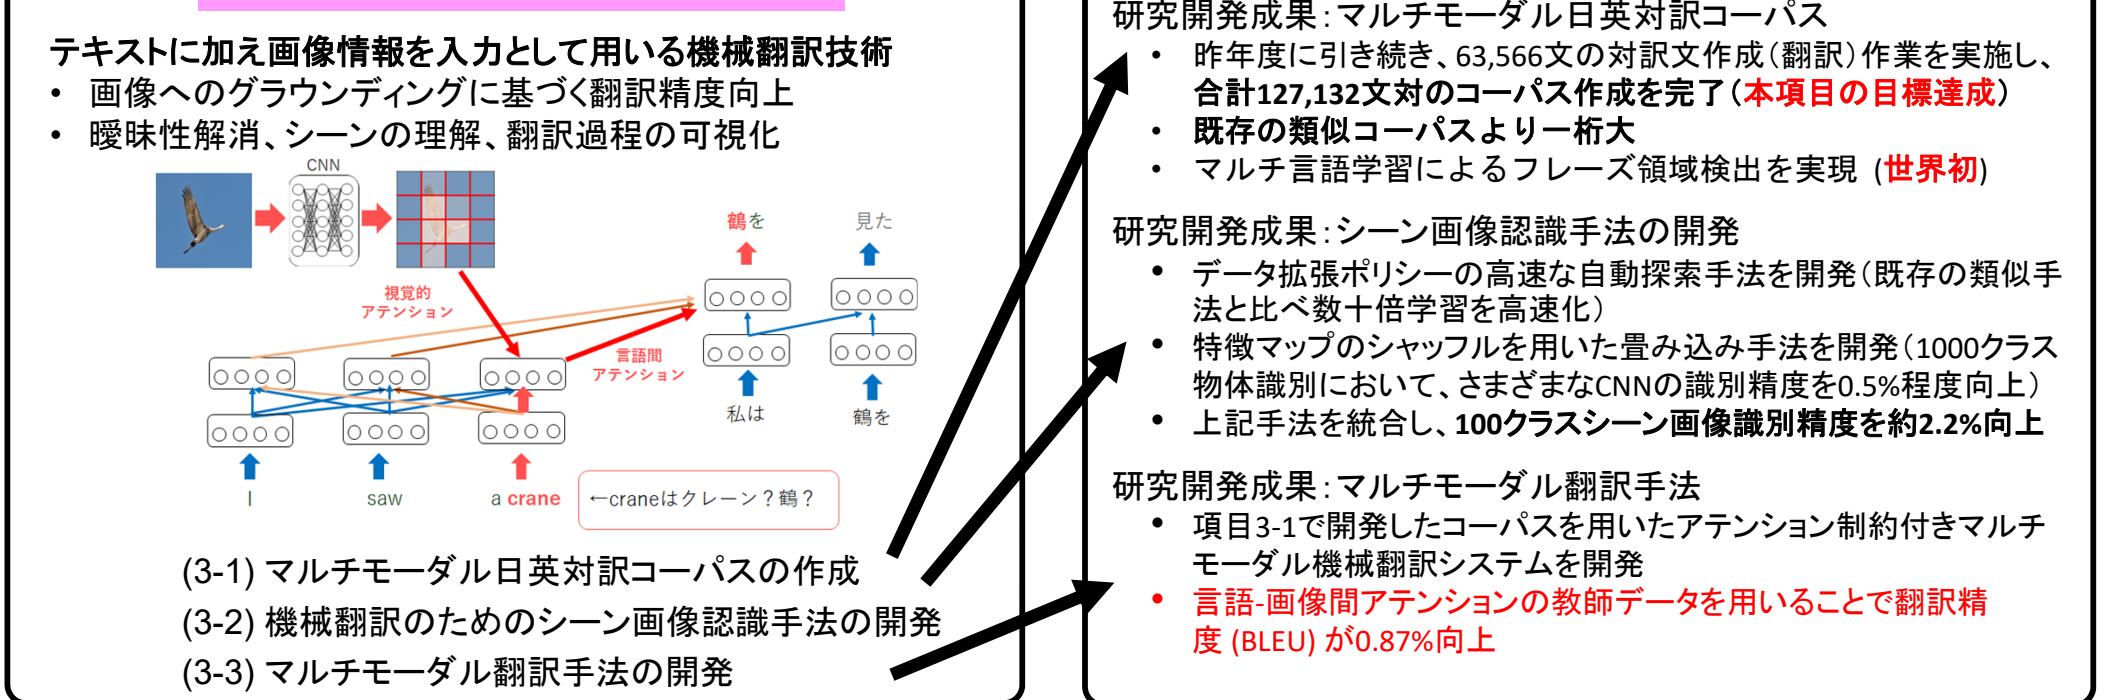 テキストに加え画像情報を入力として用いる機械翻訳技術
• 画像へのグラウンディングに基づく翻訳精度向上
• 曖昧性解消、シーンの理解、翻訳過程の可視化
CNN
視覚的
アテンション
鶴を
見た
言語間
アテンション
私は
鶴を
I
saw
a crane
←craneはクレーン？鶴？
(3-1) マルチモーダル日英対訳コーパスの作成
(3-2) 機械翻訳のためのシーン画像認識手法の開発
(3-3) マルチモーダル翻訳手法の開発
研究開発成果：マルチモーダル日英対訳コーパス
• 昨年度に引き続き、63,566文の対訳文作成（翻訳）作業を実施し、
合計127,132文対のコーパス作成を完了（本項目の目標達成）
• 既存の類似コーパスより一桁大
• マルチ言語学習によるフレーズ領域検出を実現 (世界初)
研究開発成果：シーン画像認識手法の開発
• データ拡張ポリシーの高速な自動探索手法を開発（既存の類似手
法と比べ数十倍学習を高速化）
• 特徴マップのシャッフルを用いた畳み込み手法を開発（1000クラス
物体識別において、さまざまなCNNの識別精度を0.5%程度向上）
• 上記手法を統合し、100クラスシーン画像識別精度を約2.2%向上
研究開発成果：マルチモーダル翻訳手法
• 項目3-1で開発したコーパスを用いたアテンション制約付きマルチ
モーダル機械翻訳システムを開発
• 言語-画像間アテンションの教師データを用いることで翻訳精
度 (BLEU) が0.87%向上